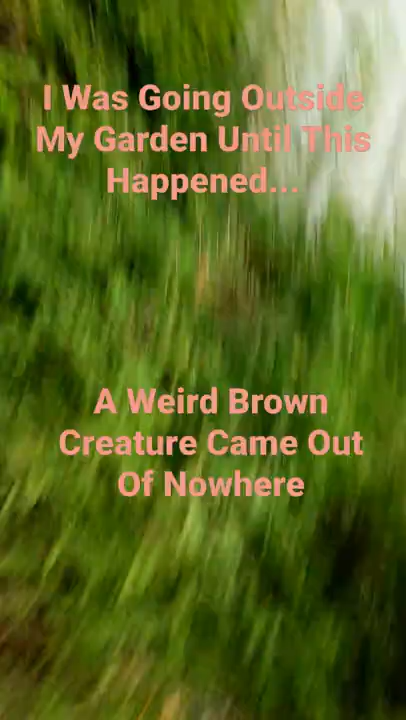 I Was Going Outside
My Garden Until This
Happened...
A Weird Brown
Creature Came Out
Of Nowhere